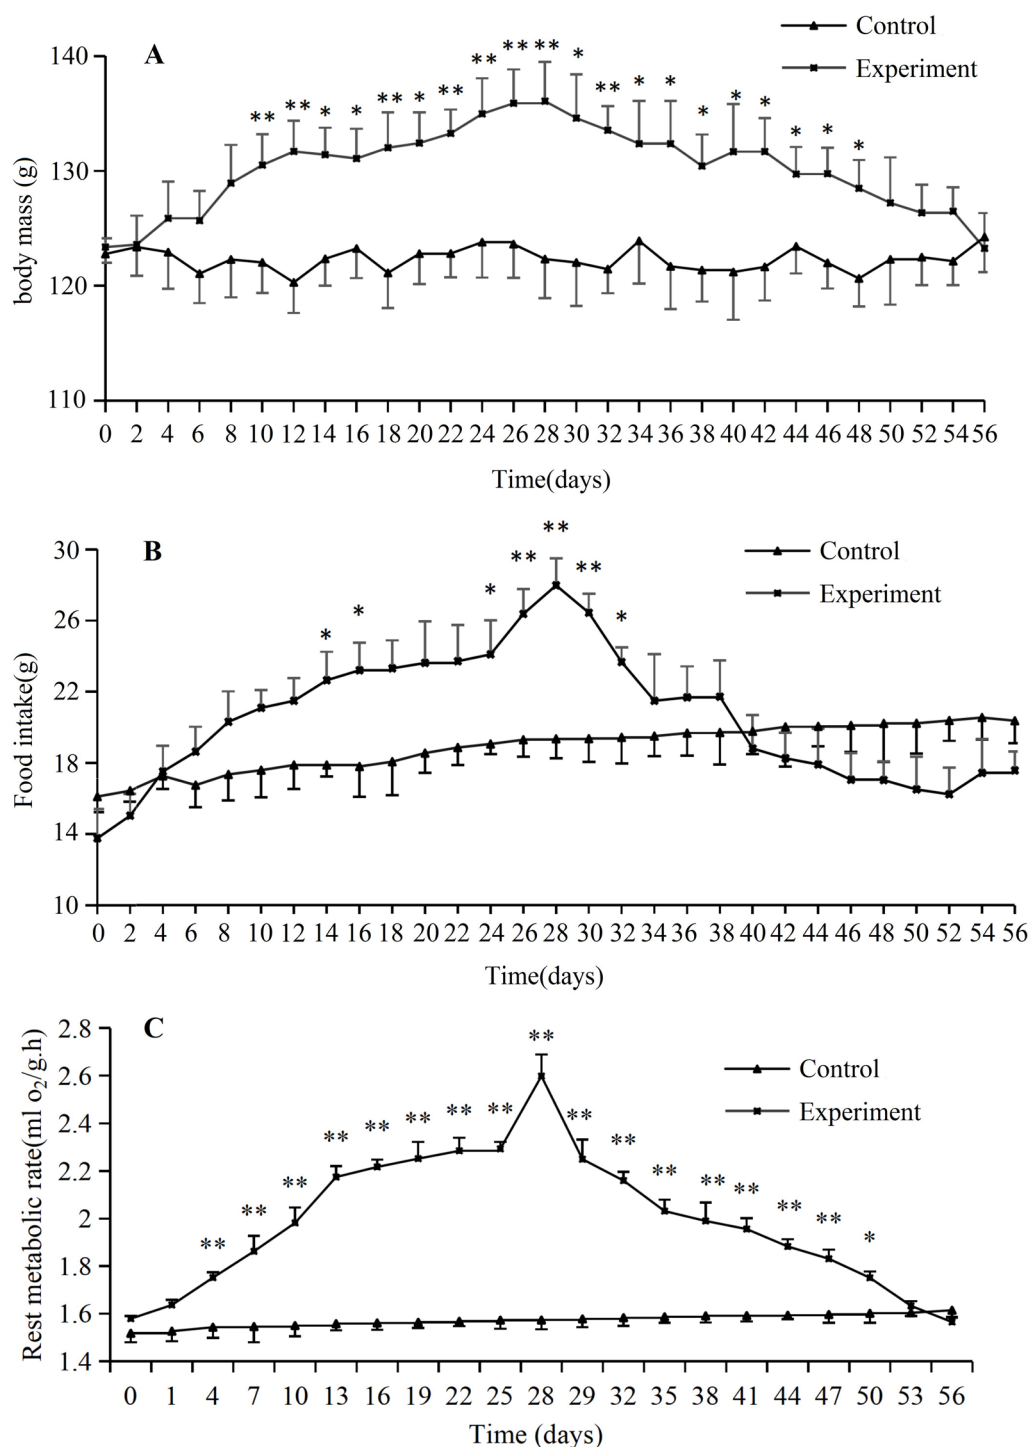 A
Control
Experiment
140
** ** * * ** * ** ** ** ** * ** * * * * * * * *
130
120
110
body mass (g)
0 2 4 6 8 10 12 14 16 18 20 22 24 26 28 30 32 34 36 38 40 42 44 46 48 50 52 54 56
Time(days)
B
Control
Experiment
30
* * * ** ** ** *
26
22
18
14
10
Food intake(g)
0 2 4 6 8 10 12 14 16 18 20 22 24 26 28 30 32 34 36 38 40 42 44 46 48 50 52 54 56
Time(days)
C
Control
Experiment
2.8
** ** ** ** ** ** ** ** ** ** ** ** ** ** ** ** *
2.6
2.4
2.2
2
1.8
1.6
1.4
Rest metabolic rate(ml o₂/g.h)
0 1 4 7 10 13 16 19 22 25 28 29 32 35 38 41 44 47 50 53 56
Time (days)